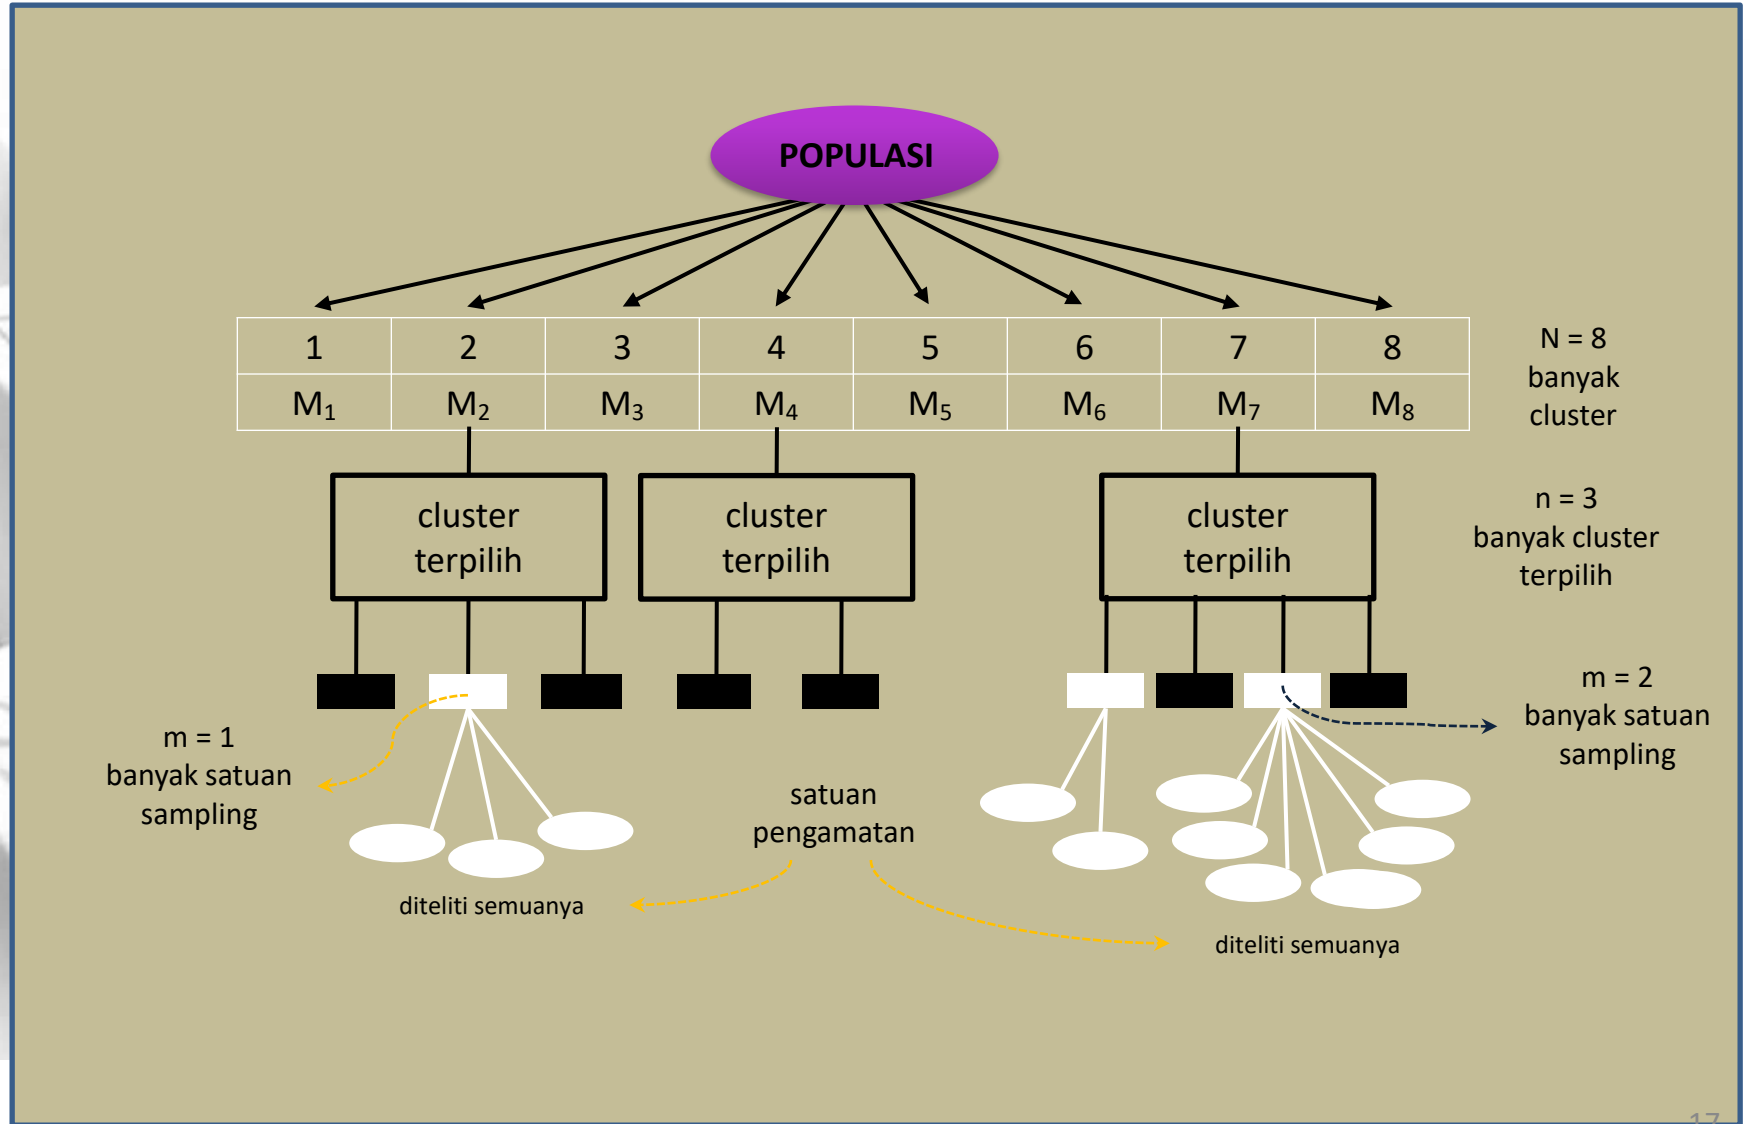 POPULASI
1 2 3 4 5 6 7 8
M₁ M₂ M₃ M₄ M₅ M₆ M₇ M₈
N = 8
banyak
cluster
cluster
terpilih
cluster
terpilih
cluster
terpilih
n = 3
banyak cluster
terpilih
m = 1
banyak satuan
sampling
m = 2
banyak satuan
sampling
satuan
pengamatan
diteliti semuanya
diteliti semuanya
17